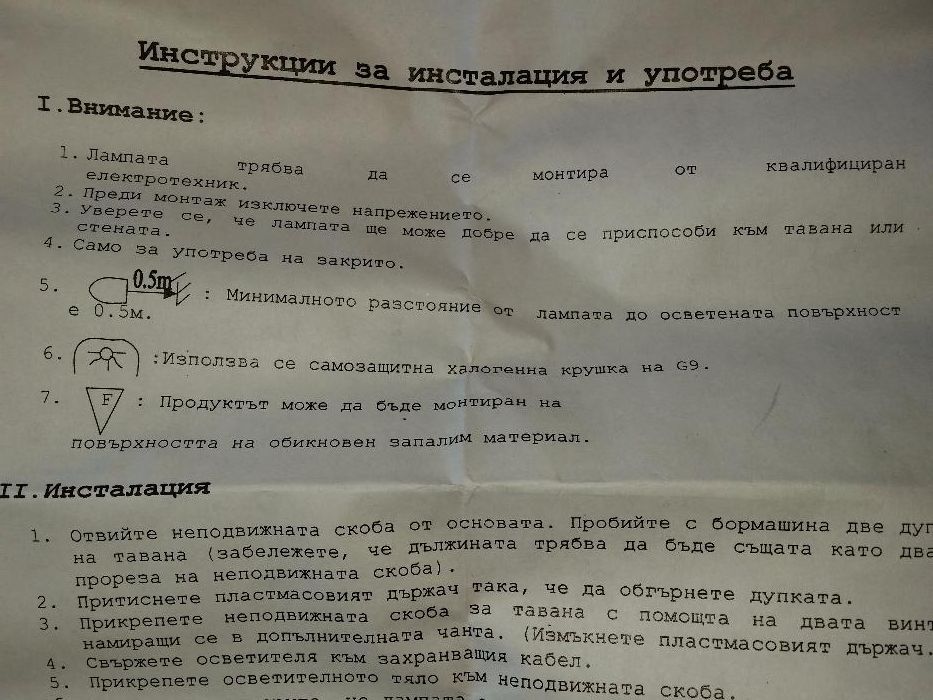 Инструкции за инсталация и употреба
I.Внимание:
1. Лампата трябва да се монтира от квалифициран
електротехник.
2. Преди монтаж изключете напрежението.
3. Уверете се, че лампата ще може добре да се приспособи към тавана или
стената.
4. Само за употреба на закрито.
5. 0.5m : Минималното разстояние от лампата до осветената повърхност
е 0.5м.
6. :Използва се самозащитна халогенна крушка на G9.
7. F : Продуктът може да бъде монтиран на
повърхността на обикновен запалим материал.
II.Инсталация
1. Отвийте неподвижната скоба от основата. Пробийте с бормашина две дуп
на тавана (забележете, че дължината трябва да бъде същата като два
прореза на неподвижната скоба).
2. Притиснете пластмасовият държач така, че да обгърнете дупката.
3. Прикрепете неподвижната скоба за тавана с помощта на двата винт
намиращи се в допълнителната чанта. (Измъкнете пластмасовият държач.
4. Свържете осветителя към захранващия кабел.
5. Прикрепете осветителното тяло към неподвижната скоба.